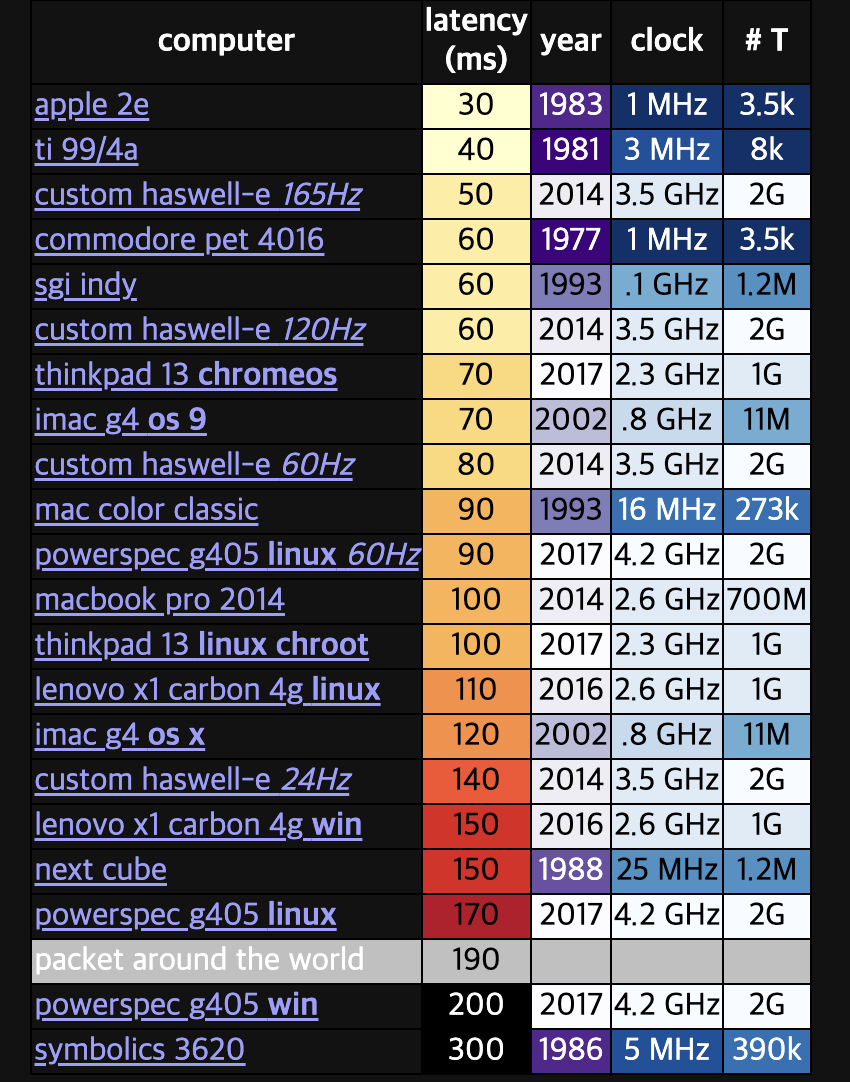 computer latency (ms) year clock # T
apple 2e 30 1983 1 MHz 3.5k
ti 99/4a 40 1981 3 MHz 8k
custom haswell-e 165Hz 50 2014 3.5 GHz 2G
commodore pet 4016 60 1977 1 MHz 3.5k
sgi indy 60 1993 .1 GHz 1.2M
custom haswell-e 120Hz 60 2014 3.5 GHz 2G
thinkpad 13 chromeos 70 2017 2.3 GHz 1G
imac g4 os 9 70 2002 .8 GHz 11M
custom haswell-e 60Hz 80 2014 3.5 GHz 2G
mac color classic 90 1993 16 MHz 273k
powerspec g405 linux 60Hz 90 2017 4.2 GHz 2G
macbook pro 2014 100 2014 2.6 GHz 700M
thinkpad 13 linux chroot 100 2017 2.3 GHz 1G
lenovo x1 carbon 4g linux 110 2016 2.6 GHz 1G
imac g4 os x 120 2002 .8 GHz 11M
custom haswell-e 24Hz 140 2014 3.5 GHz 2G
lenovo x1 carbon 4g win 150 2016 2.6 GHz 1G
next cube 150 1988 25 MHz 1.2M
powerspec g405 linux 170 2017 4.2 GHz 2G
packet around the world 190
powerspec g405 win 200 2017 4.2 GHz 2G
symbolics 3620 300 1986 5 MHz 390k